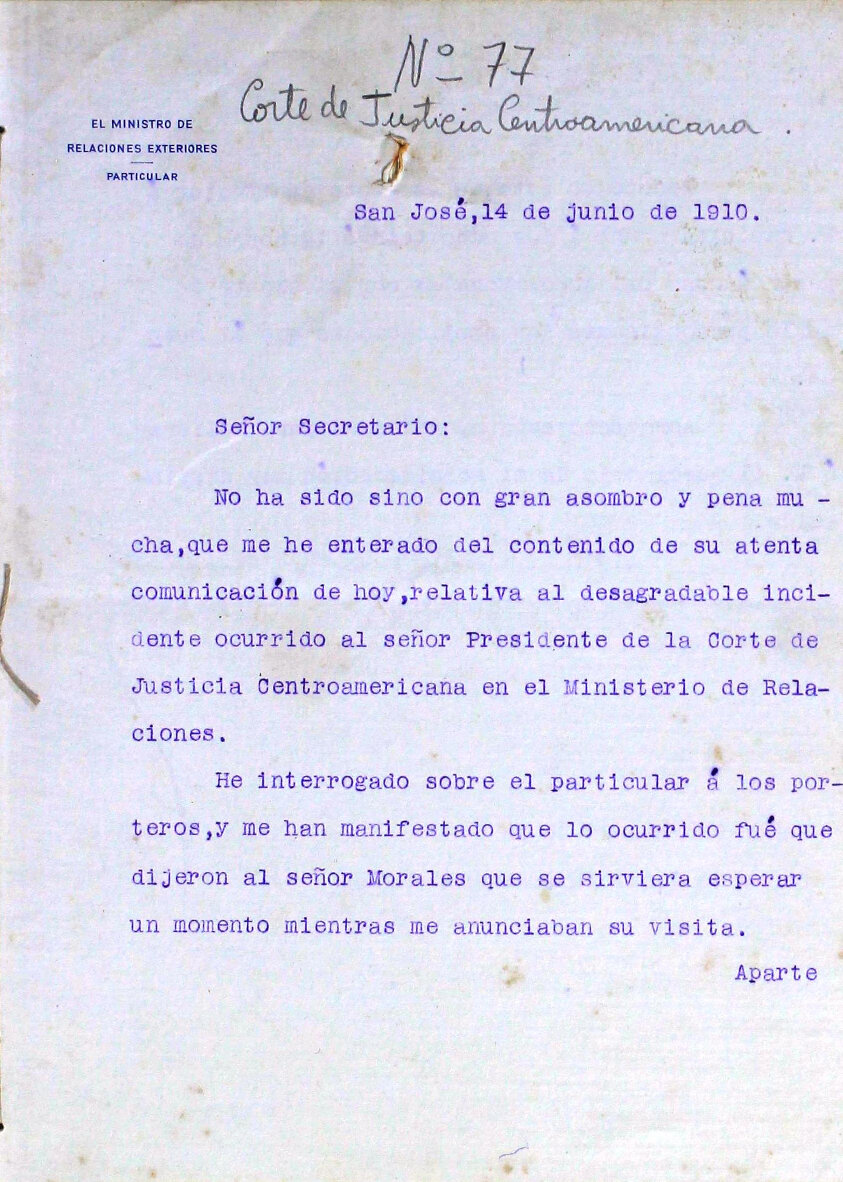 Nº 77
Corte de Justicia Centroamericana.
EL MINISTRO DE
RELACIONES EXTERIORES
PARTICULAR
San José,14 de junio de 1910.
Señor Secretario:
No ha sido sino con gran asombro y pena mu -
cha,que me he enterado del contenido de su atenta
comunicación de hoy,relativa al desagradable inci-
dente ocurrido al señor Presidente de la Corte de
Justicia Centroamericana en el Ministerio de Rela-
ciones.
He interrogado sobre el particular á los por-
teros,y me han manifestado que lo ocurrido fué que
dijeron al señor Morales que se sirviera esperar
un momento mientras me anunciaban su visita.
Aparte